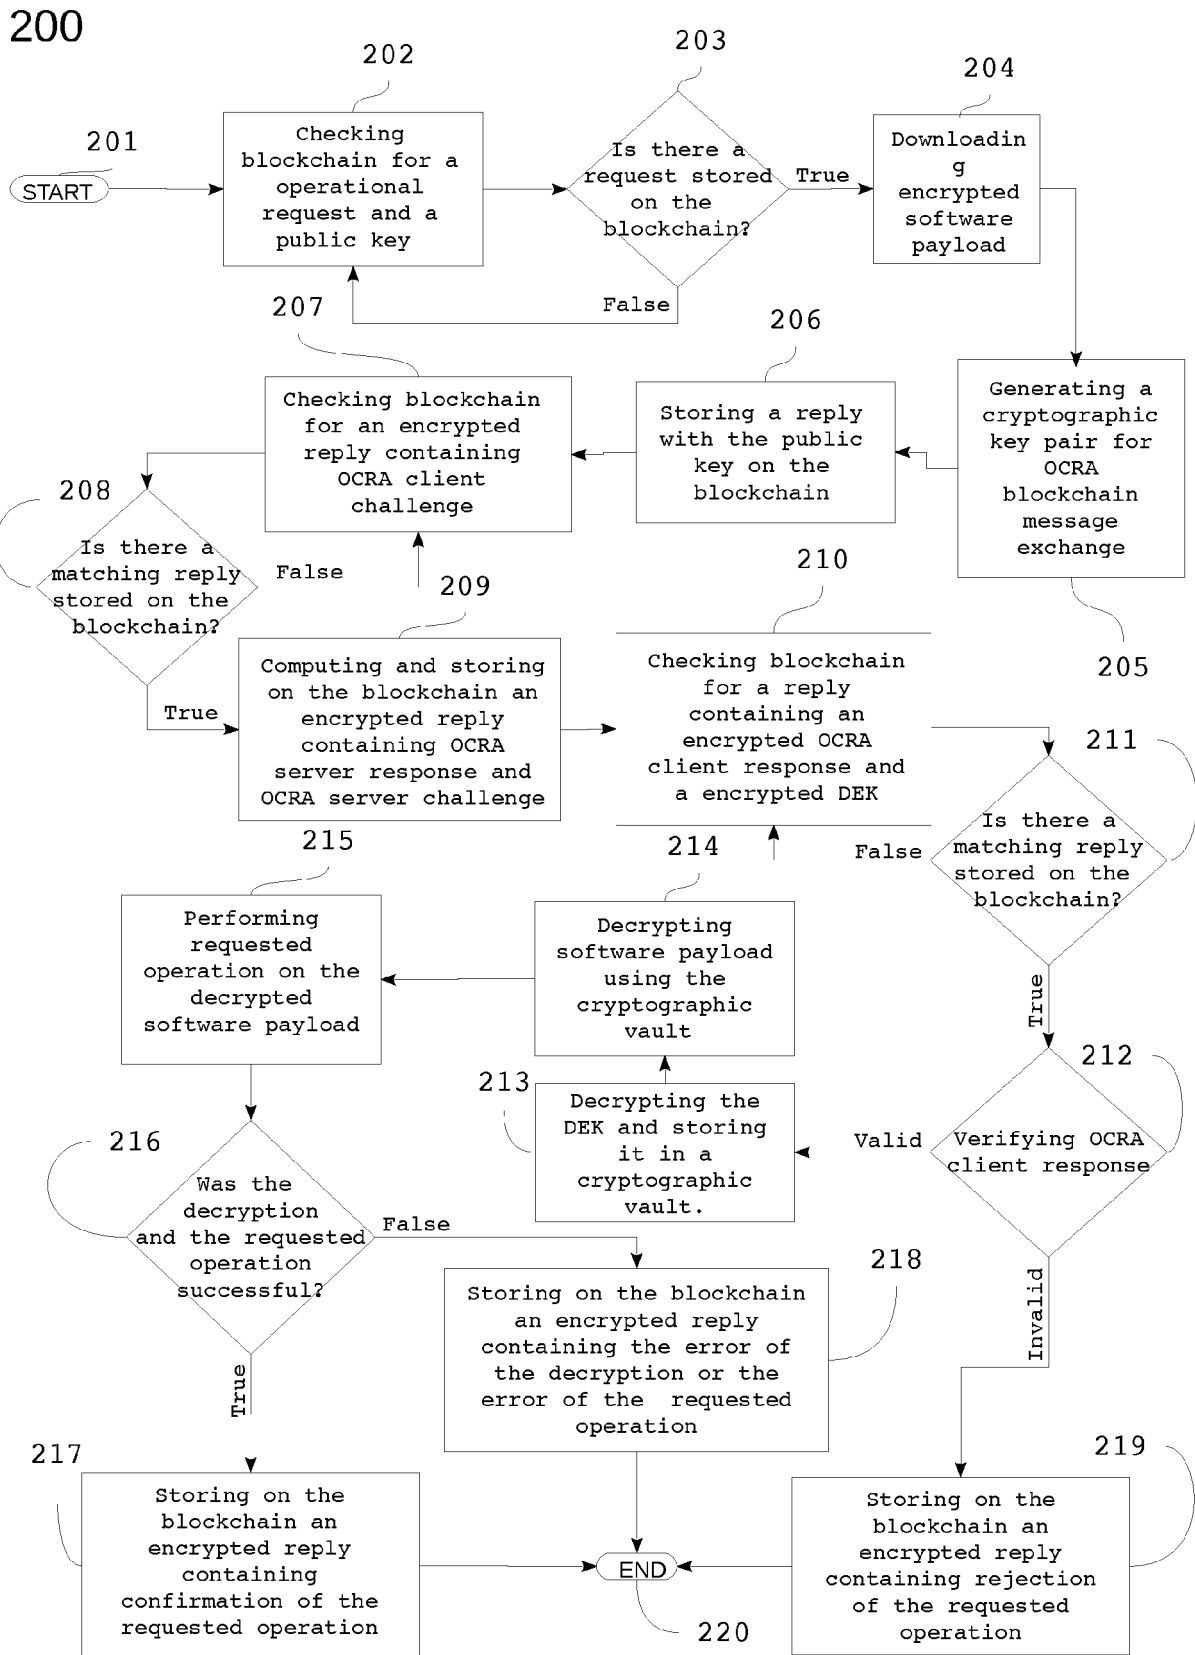 200
202
203
204
201
START
Checking
blockchain for a
operational
request and a
public key
Is there a
request stored
on the
blockchain?
True
Downloadin
g
encrypted
software
payload
False
207
206
Checking blockchain
for an encrypted
reply containing
OCRA client
challenge
Storing a reply
with the public
key on the
blockchain
Generating a
cryptographic
key pair for
OCRA
blockchain
message
exchange
208
Is there a
matching reply
stored on the
blockchain?
False
209
210
205
True
Computing and storing
on the blockchain an
encrypted reply
containing OCRA
server response and
OCRA server challenge
Checking blockchain
for a reply
containing an
encrypted OCRA
client response and
a encrypted DEK
211
Is there a
matching reply
stored on the
blockchain?
False
True
215
214
Performing
requested
operation on the
decrypted
software payload
Decrypting
software payload
using the
cryptographic
vault
212
213
Decrypting the
DEK and storing
it in a
cryptographic
vault.
Valid
Verifying OCRA
client response
Invalid
216
Was the
decryption
and the requested
operation
successful?
False
True
218
Storing on the blockchain
an encrypted reply
containing the error of
the decryption or the
error of the requested
operation
217
219
Storing on the
blockchain an
encrypted reply
containing
confirmation of the
requested operation
END
220
Storing on the
blockchain an
encrypted reply
containing rejection
of the requested
operation